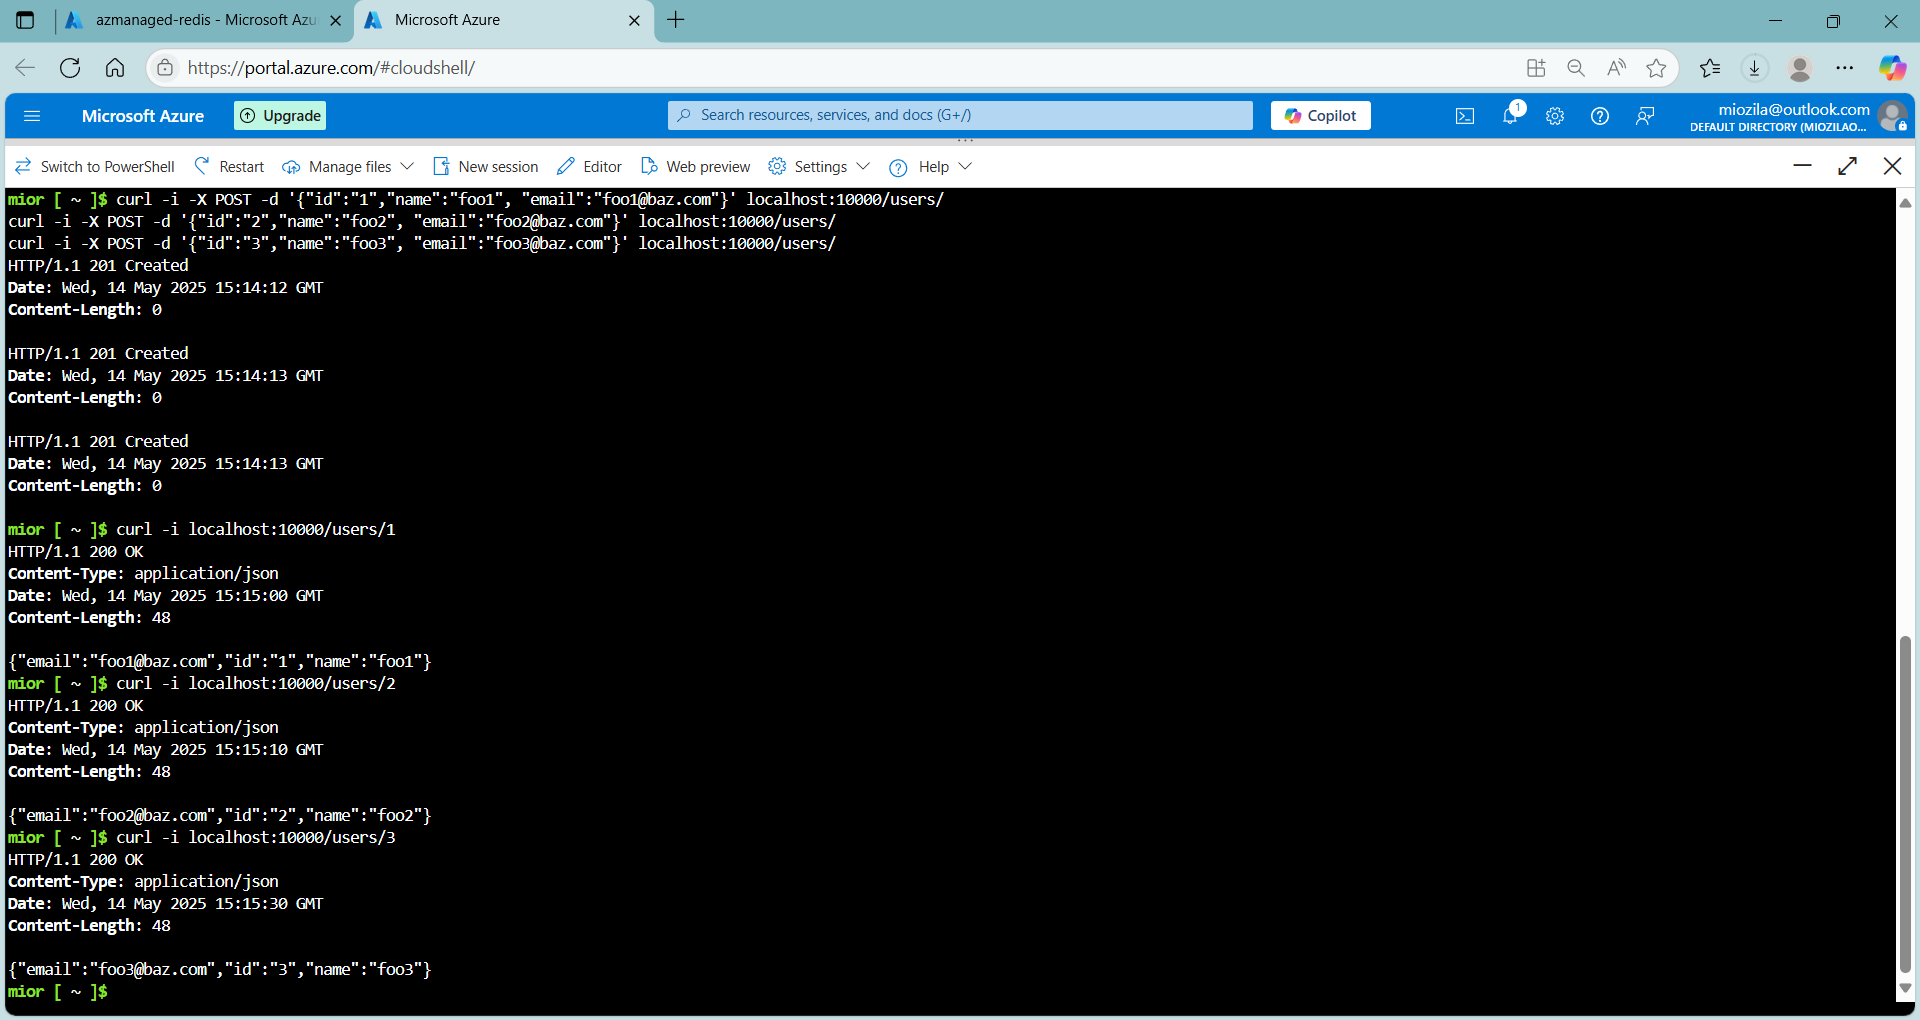 azmanaged-redis - Microsoft Azu
Microsoft Azure
https://portal.azure.com/#cloudshell/
Microsoft Azure
Upgrade
Search resources, services, and docs (G+/)
Copilot
1
miozila@outlook.com
DEFAULT DIRECTORY (MIOZILAO...
Switch to PowerShell
Restart
Manage files
New session
Editor
Web preview
Settings
Help
mior [ ~ ]$ curl -i -X POST -d '{"id":"1","name":"foo1", "email":"foo1@baz.com"}' localhost:10000/users/
curl -i -X POST -d '{"id":"2","name":"foo2", "email":"foo2@baz.com"}' localhost:10000/users/
curl -i -X POST -d '{"id":"3","name":"foo3", "email":"foo3@baz.com"}' localhost:10000/users/
HTTP/1.1 201 Created
Date: Wed, 14 May 2025 15:14:12 GMT
Content-Length: 0
HTTP/1.1 201 Created
Date: Wed, 14 May 2025 15:14:13 GMT
Content-Length: 0
HTTP/1.1 201 Created
Date: Wed, 14 May 2025 15:14:13 GMT
Content-Length: 0
mior [ ~ ]$ curl -i localhost:10000/users/1
HTTP/1.1 200 OK
Content-Type: application/json
Date: Wed, 14 May 2025 15:15:00 GMT
Content-Length: 48
{"email":"foo1@baz.com","id":"1","name":"foo1"}
mior [ ~ ]$ curl -i localhost:10000/users/2
HTTP/1.1 200 OK
Content-Type: application/json
Date: Wed, 14 May 2025 15:15:10 GMT
Content-Length: 48
{"email":"foo2@baz.com","id":"2","name":"foo2"}
mior [ ~ ]$ curl -i localhost:10000/users/3
HTTP/1.1 200 OK
Content-Type: application/json
Date: Wed, 14 May 2025 15:15:30 GMT
Content-Length: 48
{"email":"foo3@baz.com","id":"3","name":"foo3"}
mior [ ~ ]$